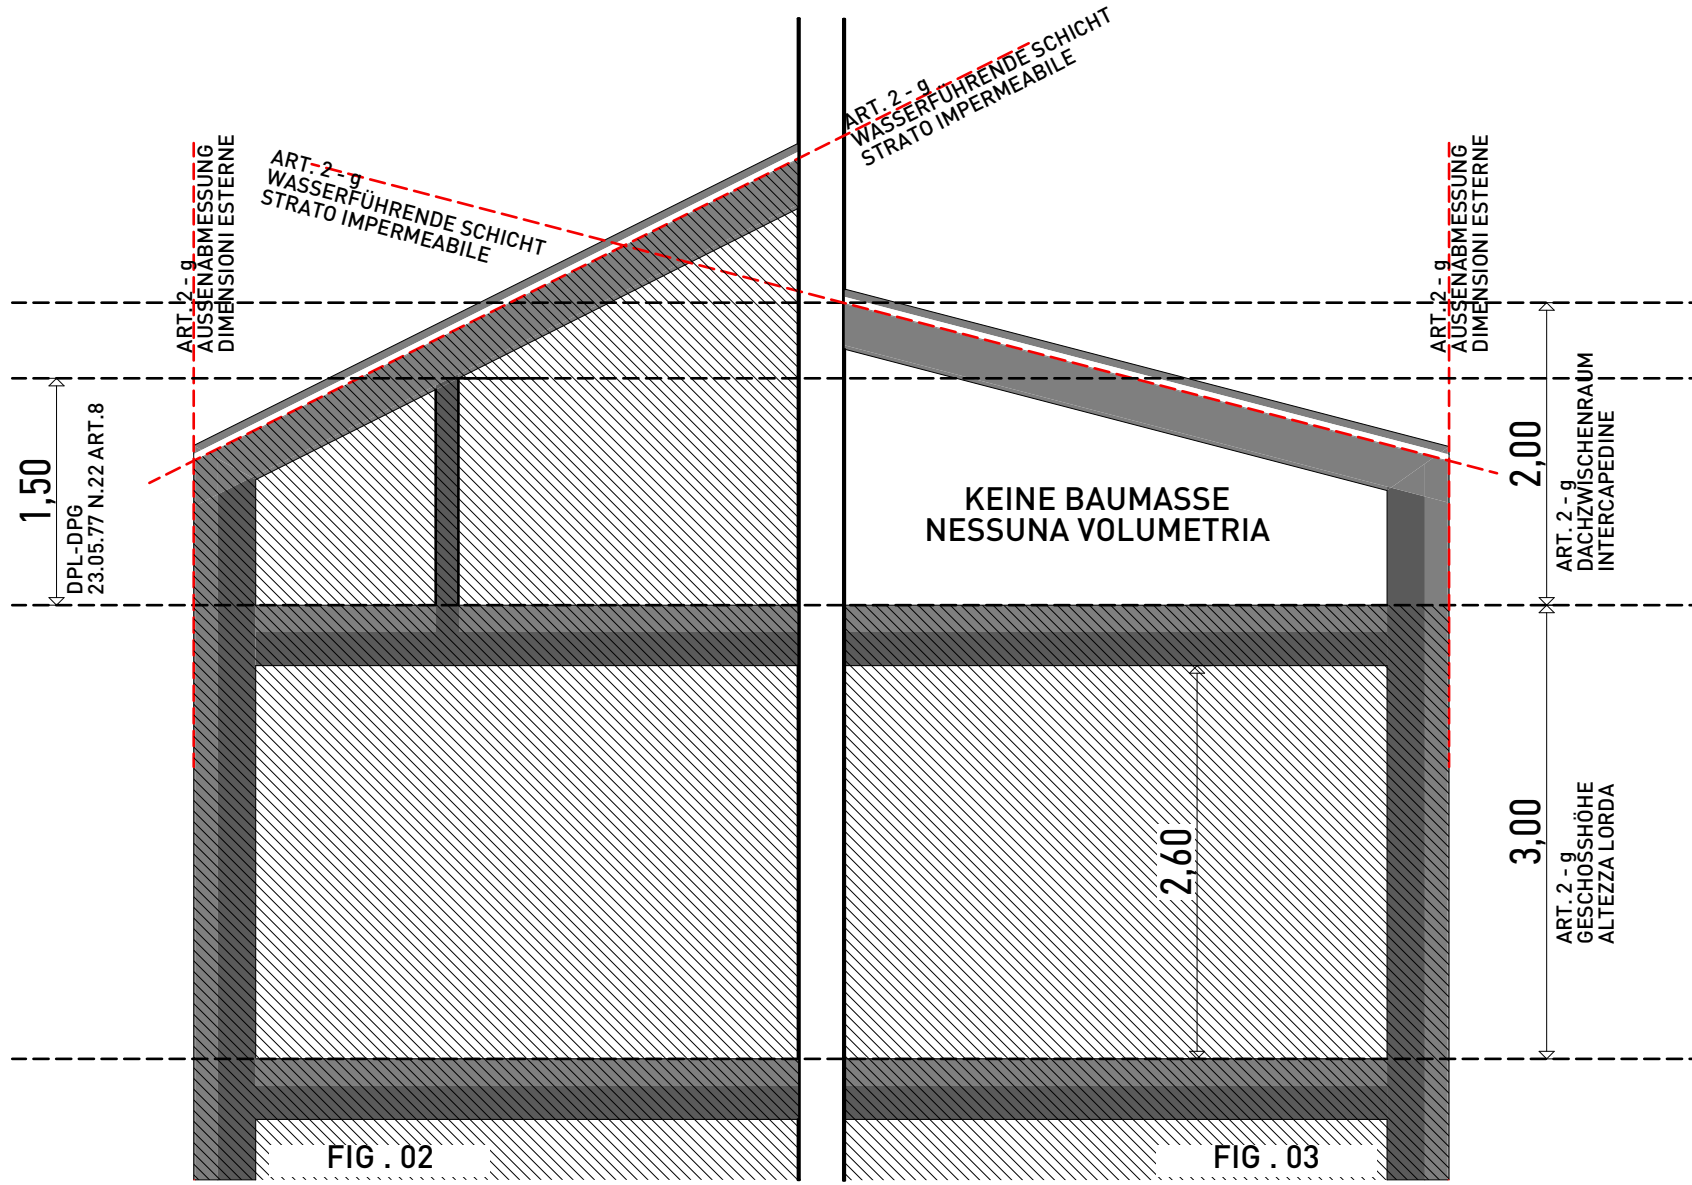 ART. 2 - g
WASSERFÜHRENDE SCHICHT
STRATO IMPERMEABILE
ART. 2 - g
WASSERFÜHRENDE SCHICHT
STRATO IMPERMEABILE
ART. 2 - g
AUSSENABMESSUNG
DIMENSIONI ESTERNE
ART. 2 - g
AUSSENABMESSUNG
DIMENSIONI ESTERNE
1,50
DPL-DPG
23.05.77 N.22 ART.8
KEINE BAUMASSE
NESSUNA VOLUMETRIA
2,00
ART. 2 - g
DACHZWISCHENRAUM
INTERCAPEDINE
2,60
3,00
ART. 2 - g
GESCHOSSHÖHE
ALTEZZA LORDA
FIG . 02
FIG . 03